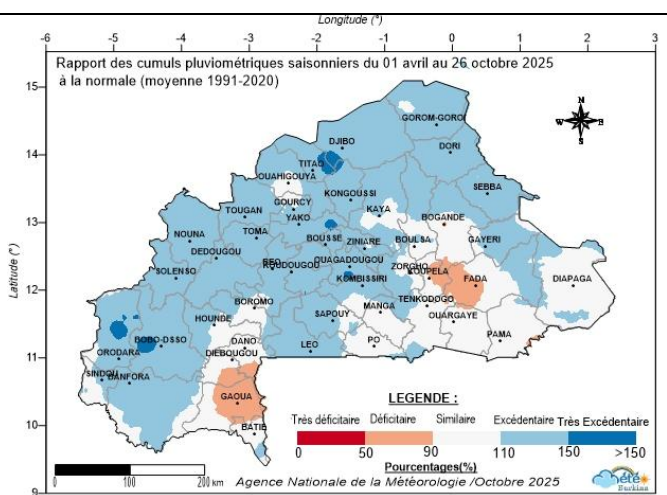 Longitude (°)
-6 -5 -4 -3 -2 -1 0 1 2 3
Rapport des cumuls pluviométriques saisonniers du 01 avril au 26 octobre 2025
à la normale (moyenne 1991-2020)
15
14
13
12
11
10
9
Latitude (°)
N
W E
S
GOROM-GOROM
DJIBO
DORI
TITAO
OUAHIGOUYA
SEBBA
KONGOUSSI
GOURCY
KAYA
TOUGAN
YAKO
BOGANDE
NOUNA
TOMA
BOUSSE
ZINIARE
BOULSA
GAYERI
DEDOUGOU
OUAGADOUGOU
ZORGHO
KOUDOUGOU
KOUPELA
SOLENSO
KOMBISSIRI
FADA
DIAPAGA
BOROMO
MANGA
TENKODOGO
HOUNDE
SAPOUY
OUARGAYE
BOBO-DSSO
DANO
LEO
PO
PAMA
ORODARA
DIEBOUGOU
SINDOU
BANFORA
GAOUA
BATIE
LEGENDE :
Très déficitaire Déficitaire Similaire Excédentaire Très Excédentaire
0 50 90 110 150 >150
Pourcentages(%)
0 100 200 km
Agence Nationale de la Météorologie /Octobre 2025
Météo
Burkina